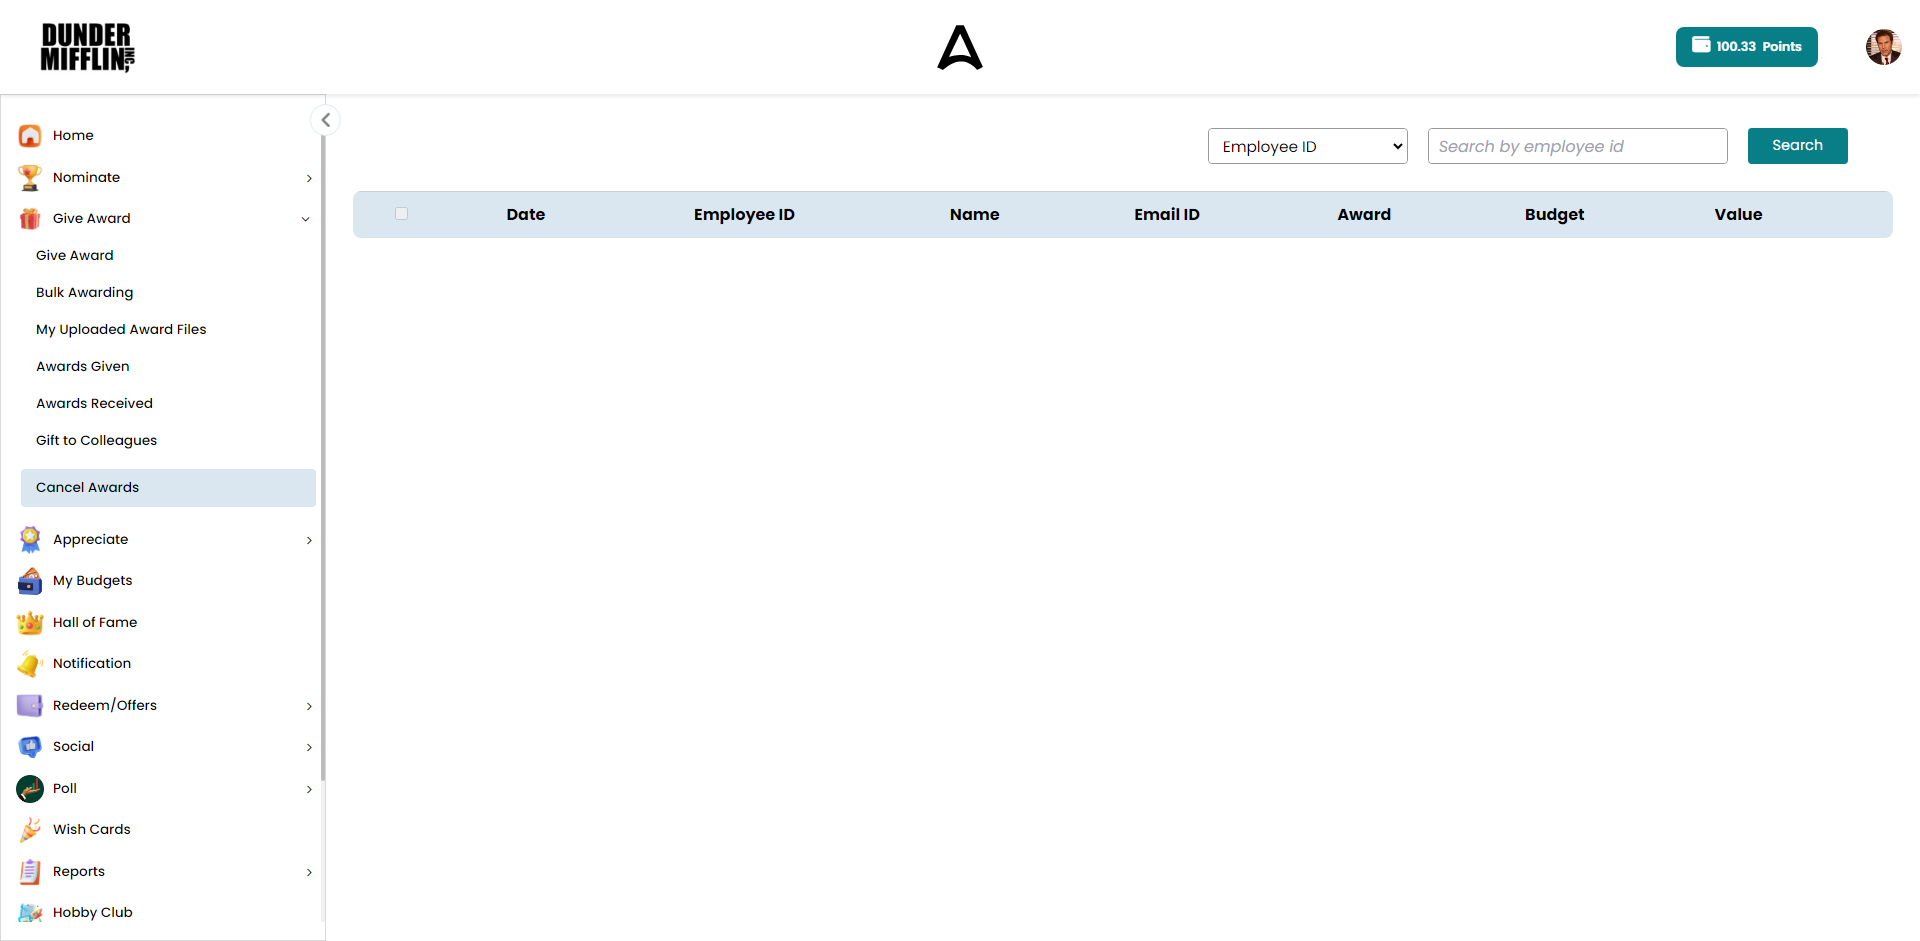 DUNDER
MIFFLIN INC,
100.33 Points
Home
Nominate
Give Award
Give Award
Bulk Awarding
My Uploaded Award Files
Awards Given
Awards Received
Gift to Colleagues
Cancel Awards
Appreciate
My Budgets
Hall of Fame
Notification
Redeem/Offers
Social
Poll
Wish Cards
Reports
Hobby Club
Employee ID
Search by employee id
Search
Date Employee ID Name Email ID Award Budget Value